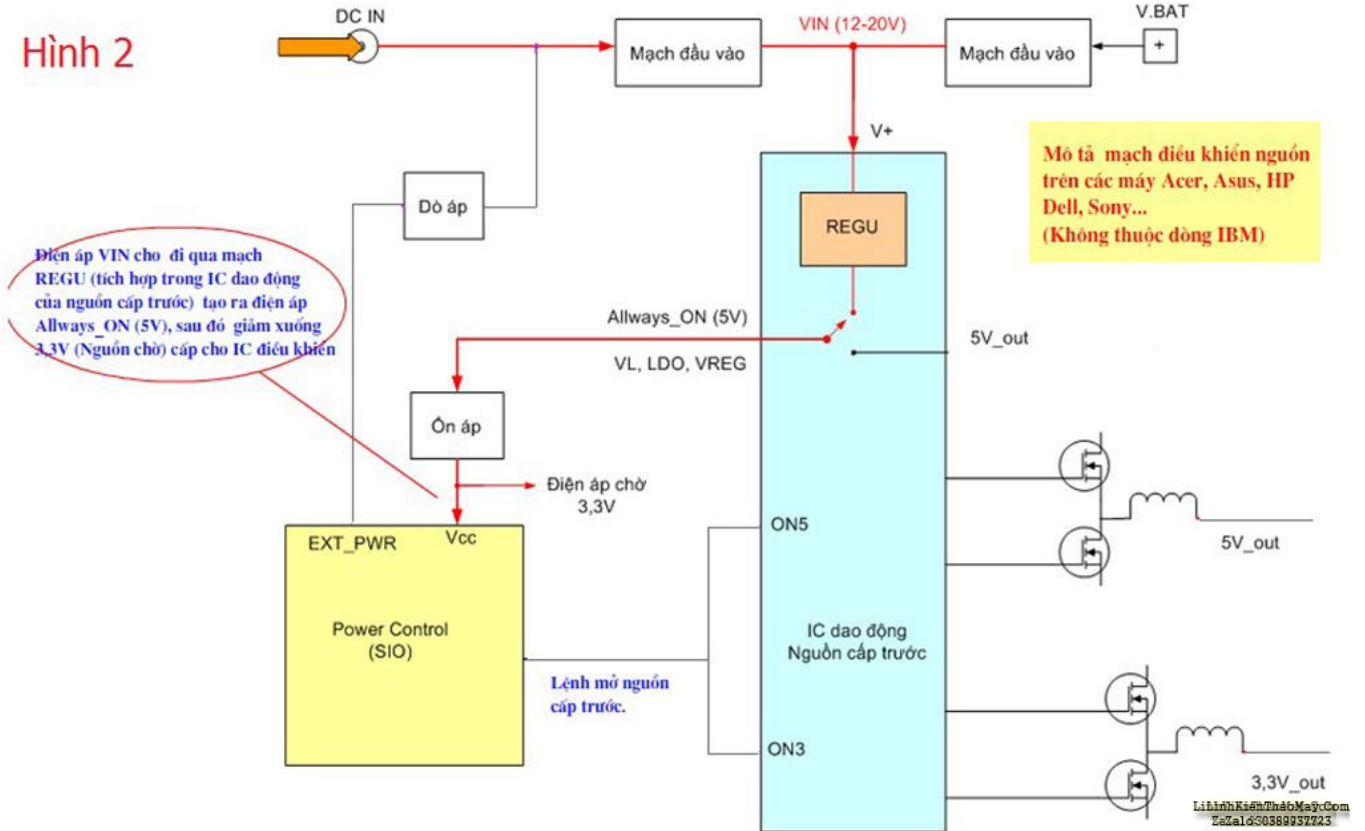 Hình 2
DC IN
Mạch đầu vào
VIN (12-20V)
Mạch đầu vào
V.BAT
+
V+
Mô tả mạch điều khiển nguồn
trên các máy Acer, Asus, HP
Dell, Sony...
(Không thuộc dòng IBM)
Dò áp
REGU
Điện áp VIN cho đi qua mạch
REGU (tích hợp trong IC dao động
của nguồn cấp trước) tạo ra điện áp
Allways_ON (5V), sau đó giảm xuống
3,3V (Nguồn chờ) cấp cho IC điều khiển
Allways_ON (5V)
VL, LDO, VREG
5V_out
Ổn áp
Điện áp chờ
3,3V
EXT_PWR
Vcc
ON5
5V_out
Power Control
(SIO)
IC dao động
Nguồn cấp trước
Lệnh mở nguồn
cấp trước.
ON3
3,3V_out